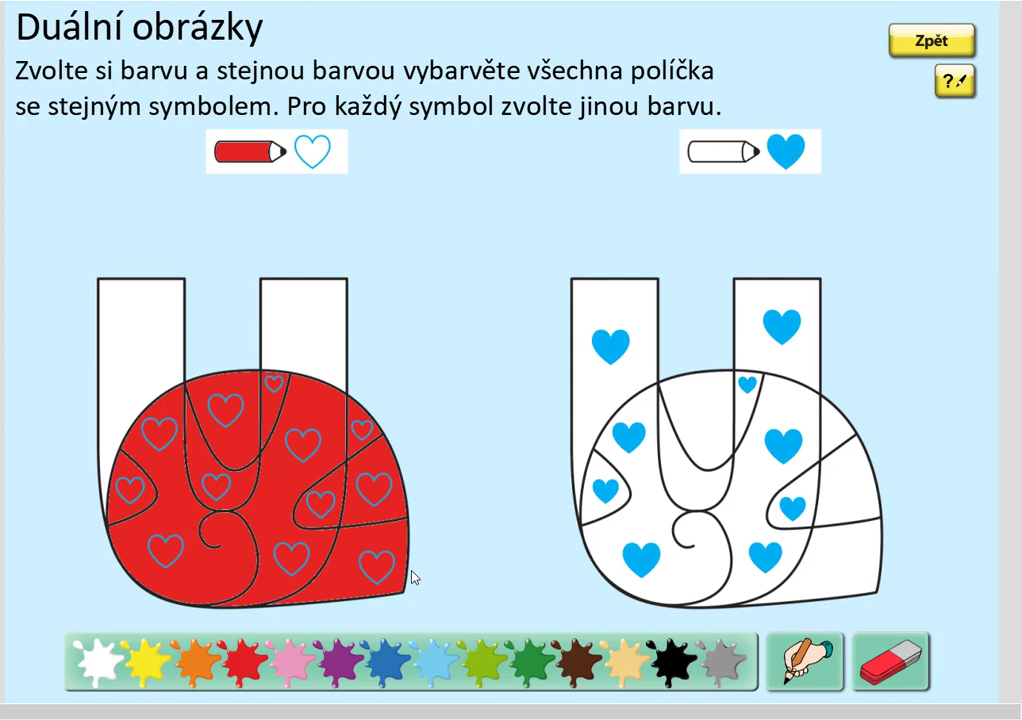 Duální obrázky
Zpět
Zvolte si barvu a stejnou barvou vybarvěte všechna políčka
se stejným symbolem. Pro každý symbol zvolte jinou barvu.
?